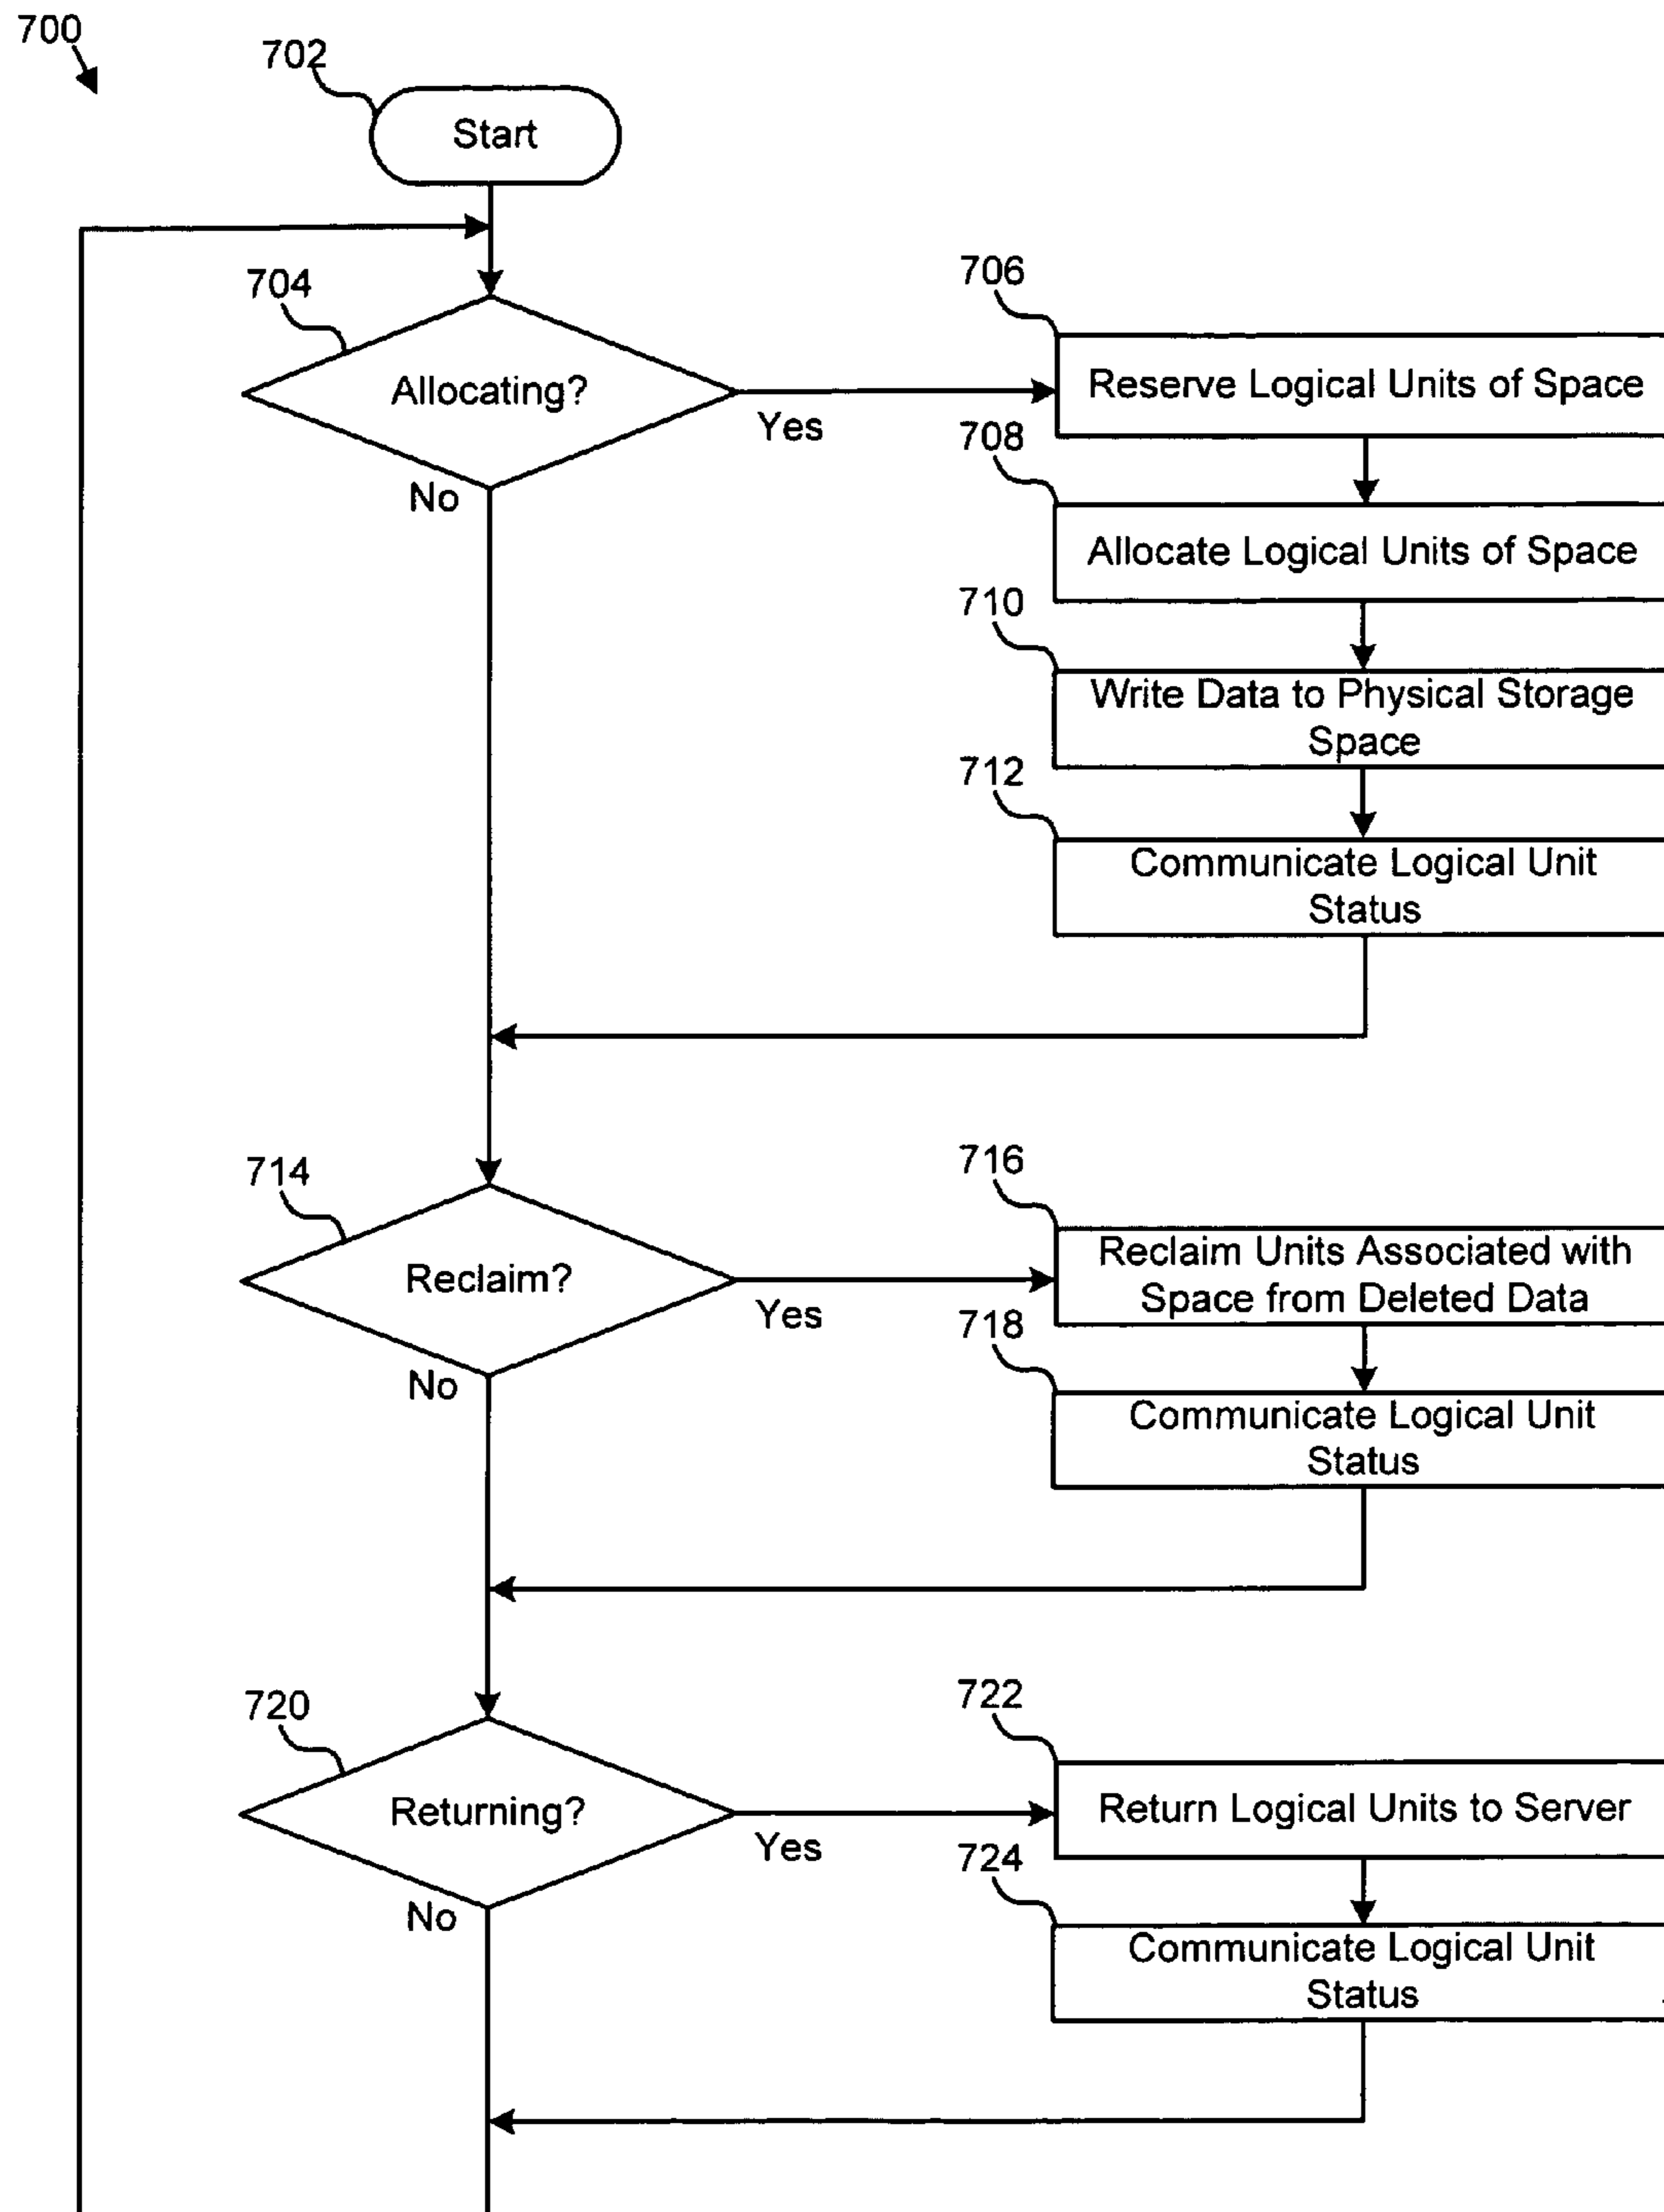 700
702
Start
704
Allocating?
Yes
No
706
Reserve Logical Units of Space
708
Allocate Logical Units of Space
710
Write Data to Physical Storage
Space
712
Communicate Logical Unit
Status
714
Reclaim?
Yes
No
716
Reclaim Units Associated with
Space from Deleted Data
718
Communicate Logical Unit
Status
720
Returning?
Yes
No
722
Return Logical Units to Server
724
Communicate Logical Unit
Status